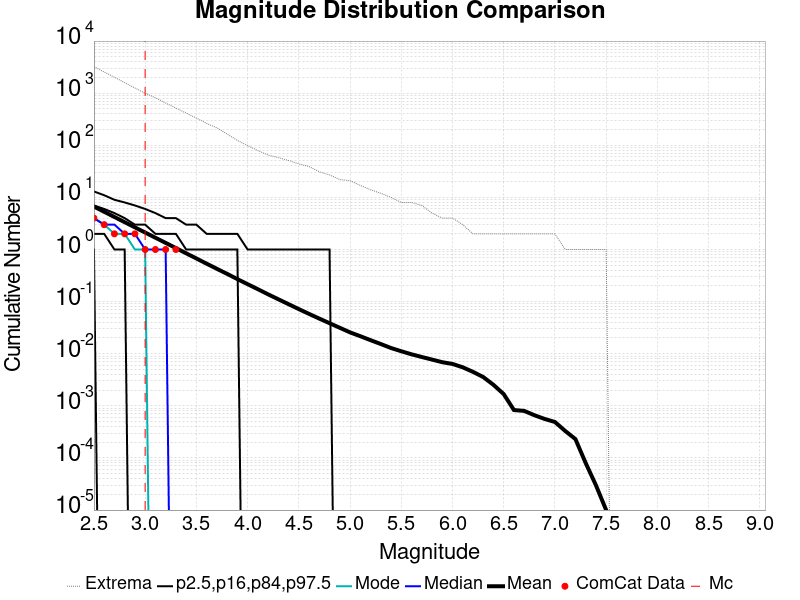 Magnitude Distribution Comparison
10^4
10^3
10^2
10^1
10^0
10^-1
10^-2
10^-3
10^-4
10^-5
Cumulative Number
2.5 3.0 3.5 4.0 4.5 5.0 5.5 6.0 6.5 7.0 7.5 8.0 8.5 9.0
Magnitude
Extrema p2.5,p16,p84,p97.5 Mode Median Mean ComCat Data Mc